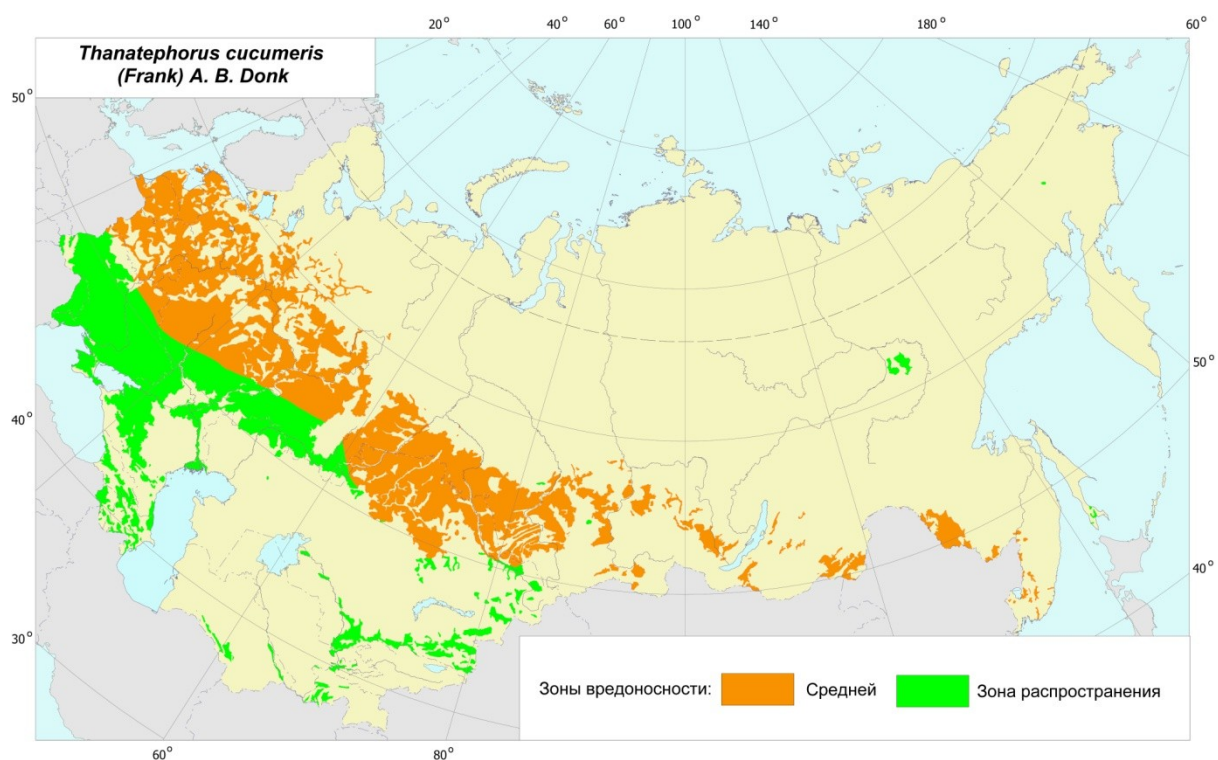 20° 40° 60° 100° 140° 180° 60°
Thanatephorus cucumeris
(Frank) A. B. Donk
50°
50°
40°
40°
30°
Зоны вредоносности: Средней Зона распространения
60° 80°